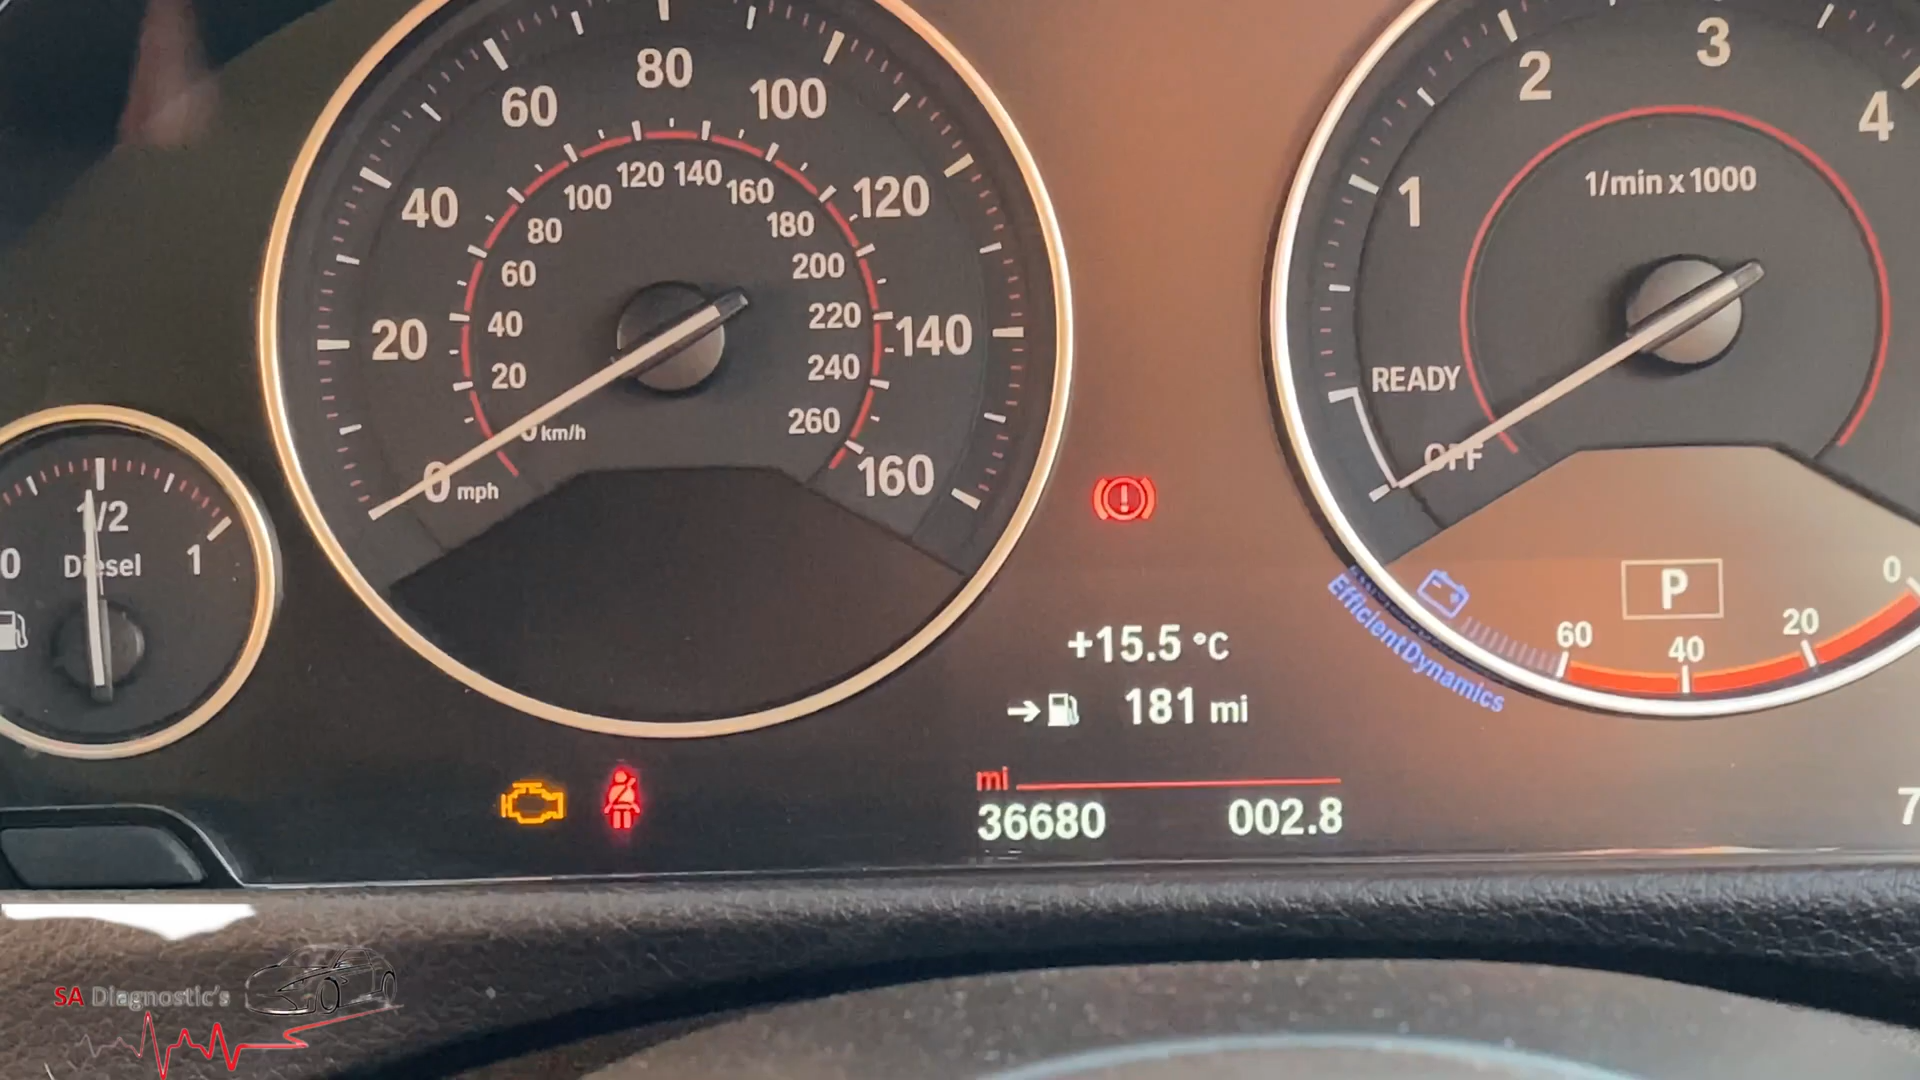 80
60
100
40
120
20
140
0 mph
160
120 140
100
160
80
180
60
200
40
220
20
240
km/h
260
0
1/2
1
Diesel
1
2
3
4
1/min x 1000
READY
OFF
P
60
40
20
0
EfficientDynamics
+15.5 °C
181 mi
mi
36680
002.8
7
SA Diagnostic's